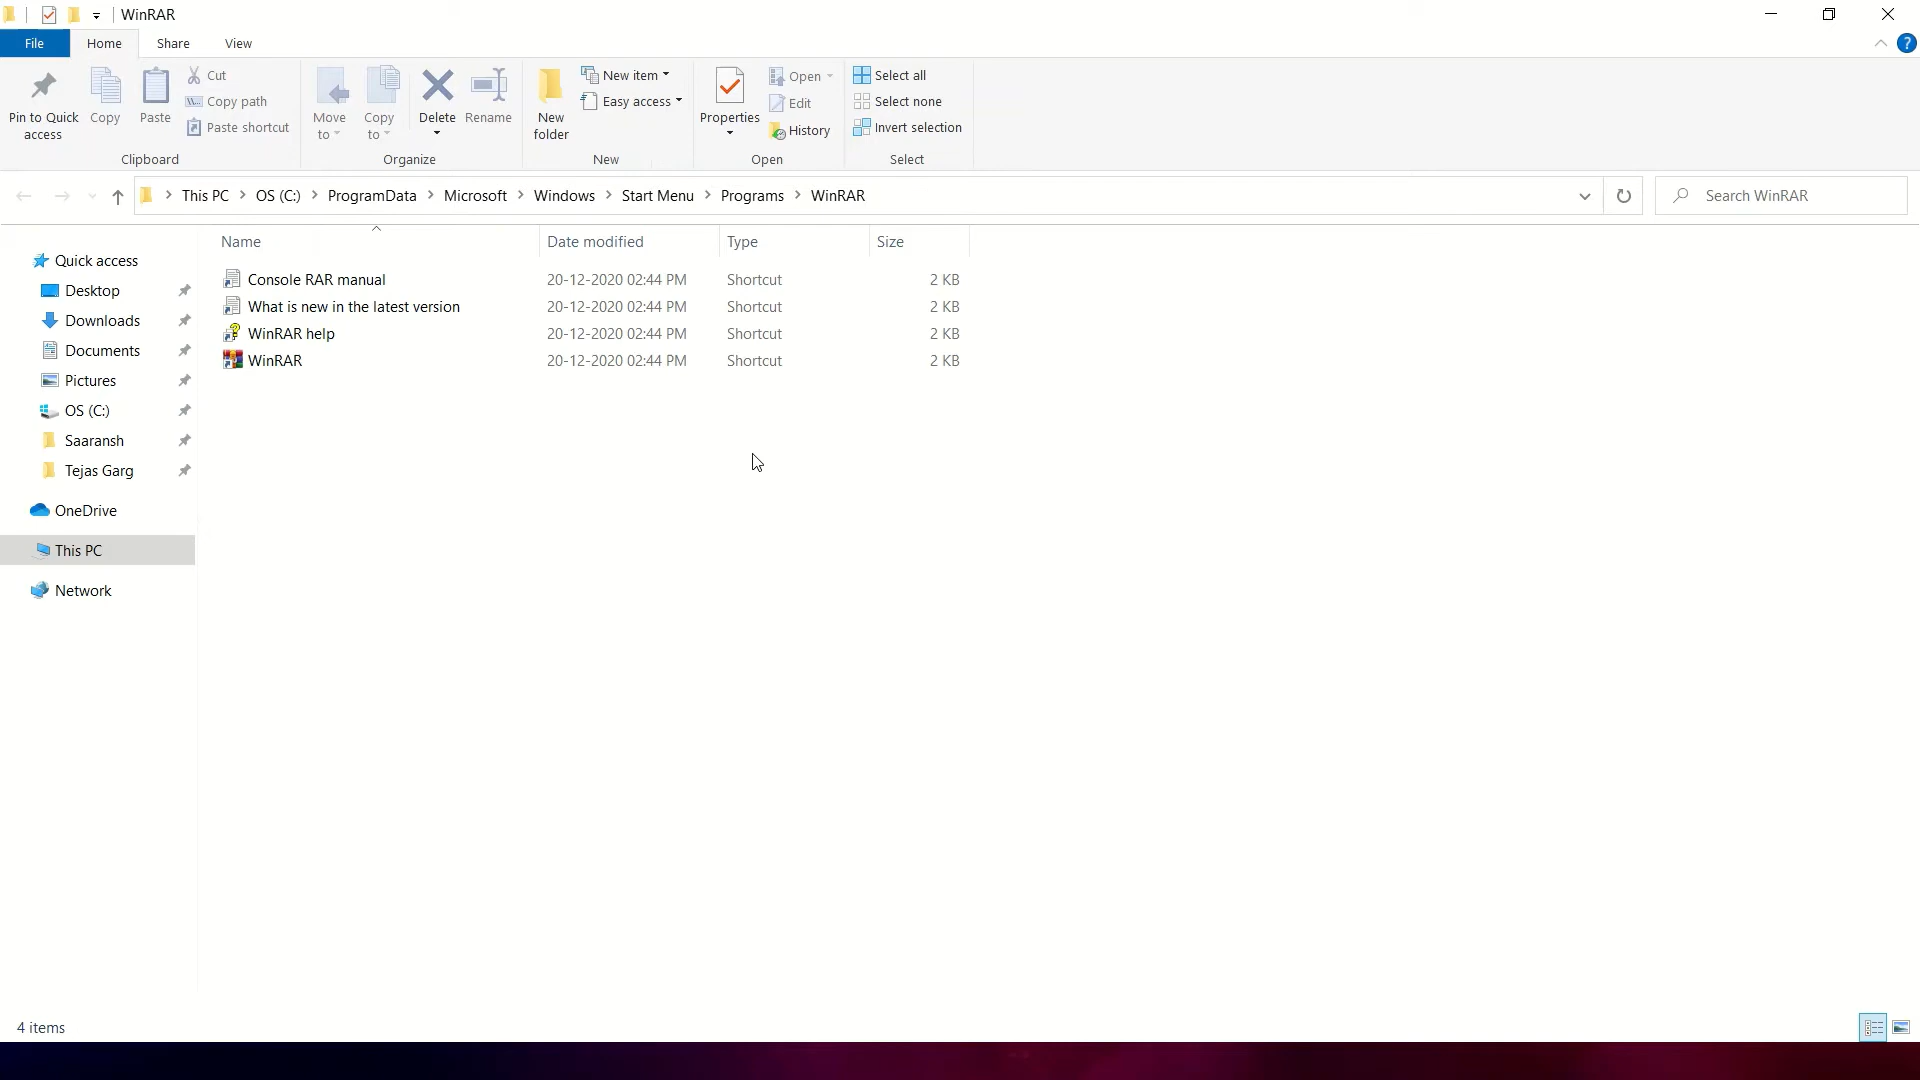 WinRAR
File Home Share View
Pin to Quick access
Copy
Paste
Cut
Copy path
Paste shortcut
Clipboard
Move to
Copy to
Delete
Rename
Organize
New folder
New item
Easy access
New
Properties
Open
Edit
History
Open
Select all
Select none
Invert selection
Select
This PC > OS (C:) > ProgramData > Microsoft > Windows > Start Menu > Programs > WinRAR
Search WinRAR
Quick access
Desktop
Downloads
Documents
Pictures
OS (C:)
Saaransh
Tejas Garg
OneDrive
This PC
Network
Name Date modified Type Size
Console RAR manual 20-12-2020 02:44 PM Shortcut 2 KB
What is new in the latest version 20-12-2020 02:44 PM Shortcut 2 KB
WinRAR help 20-12-2020 02:44 PM Shortcut 2 KB
WinRAR 20-12-2020 02:44 PM Shortcut 2 KB
4 items